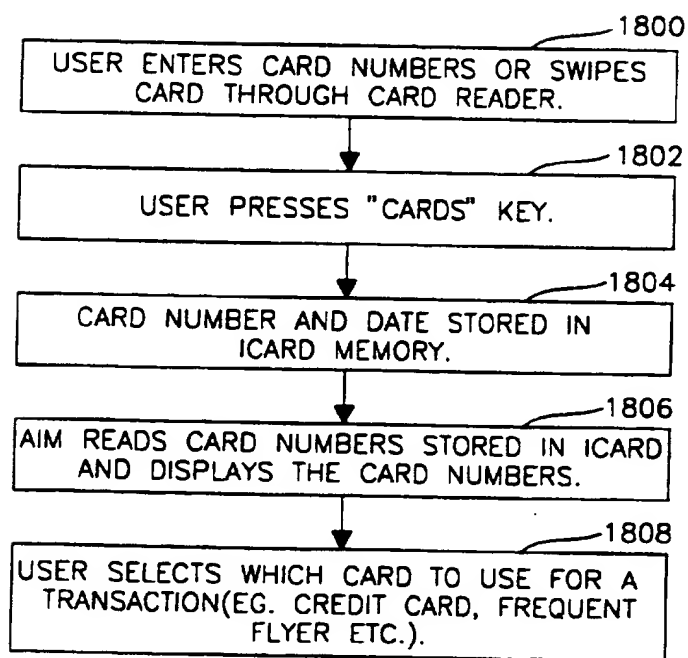 1800
USER ENTERS CARD NUMBERS OR SWIPES
CARD THROUGH CARD READER.
1802
USER PRESSES "CARDS" KEY.
1804
CARD NUMBER AND DATE STORED IN
ICARD MEMORY.
1806
AIM READS CARD NUMBERS STORED IN ICARD
AND DISPLAYS THE CARD NUMBERS.
1808
USER SELECTS WHICH CARD TO USE FOR A
TRANSACTION(EG. CREDIT CARD, FREQUENT
FLYER ETC.).